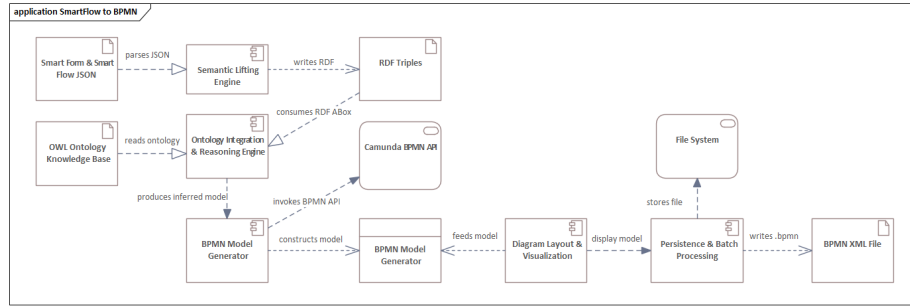 application SmartFlow to BPMN
Smart Form & Smart
Flow JSON
parses JSON
Semantic Lifting
Engine
writes RDF
RDF Triples
consumes RDF ABox
OWL Ontology
Knowledge Base
reads ontology
Ontology Integration
& Reasoning Engine
Camunda BPMN API
File System
produces inferred model
invokes BPMN API
stores file
BPMN Model
Generator
constructs model
BPMN Model
Generator
feeds model
Diagram Layout &
Visualization
display model
Persistence & Batch
Processing
writes .bpmn
BPMN XML File